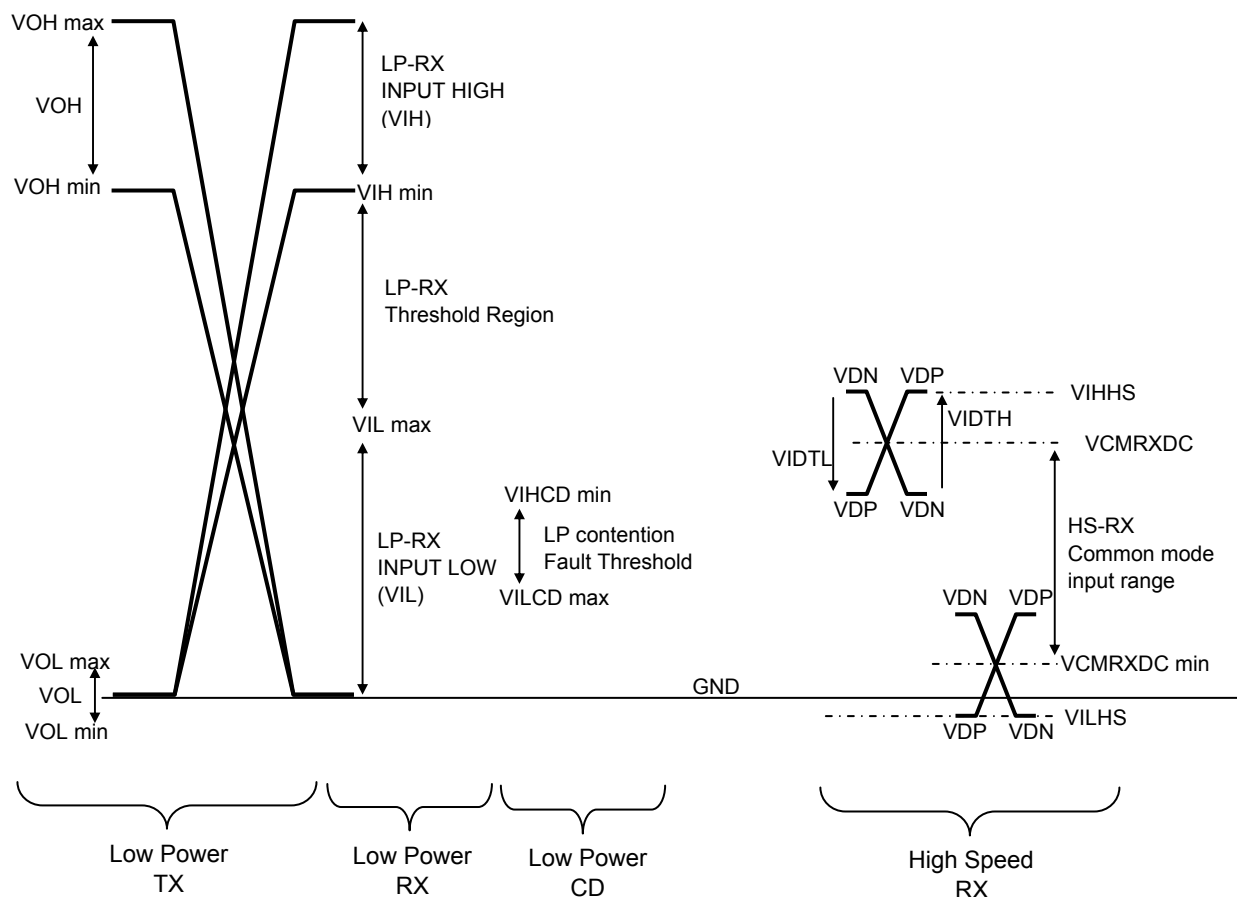 VOH max
VOH
VOH min
LP-RX
INPUT HIGH
(VIH)
VIH min
LP-RX
Threshold Region
VIL max
LP-RX
INPUT LOW
(VIL)
VOL max
VOL
VOL min
VIHCD min
LP contention
Fault Threshold
VILCD max
GND
VDN VDP
VIHHS
VIDTH
VCMRXDC
VIDTL
VDP VDN
HS-RX
Common mode
input range
VDN VDP
VCMRXDC min
VILHS
VDP VDN
Low Power
TX
Low Power
RX
Low Power
CD
High Speed
RX